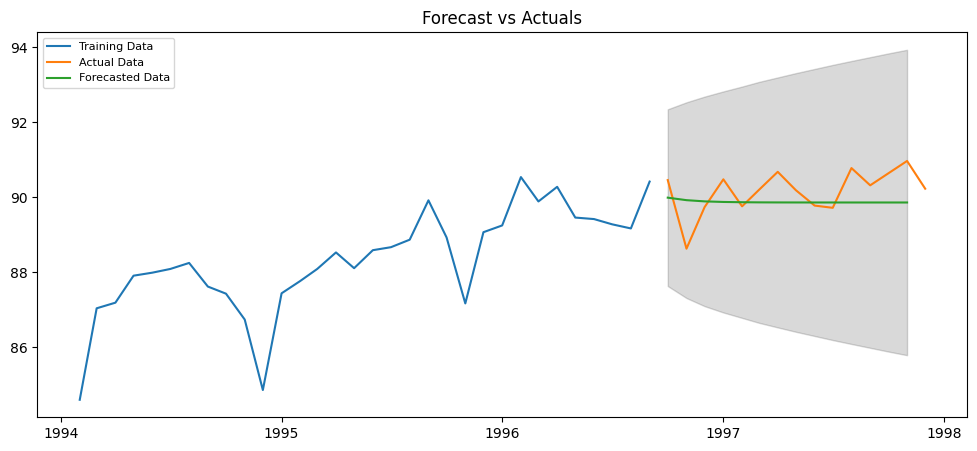 Forecast vs Actuals
Training Data
Actual Data
Forecasted Data
94
92
90
88
86
1994
1995
1996
1997
1998